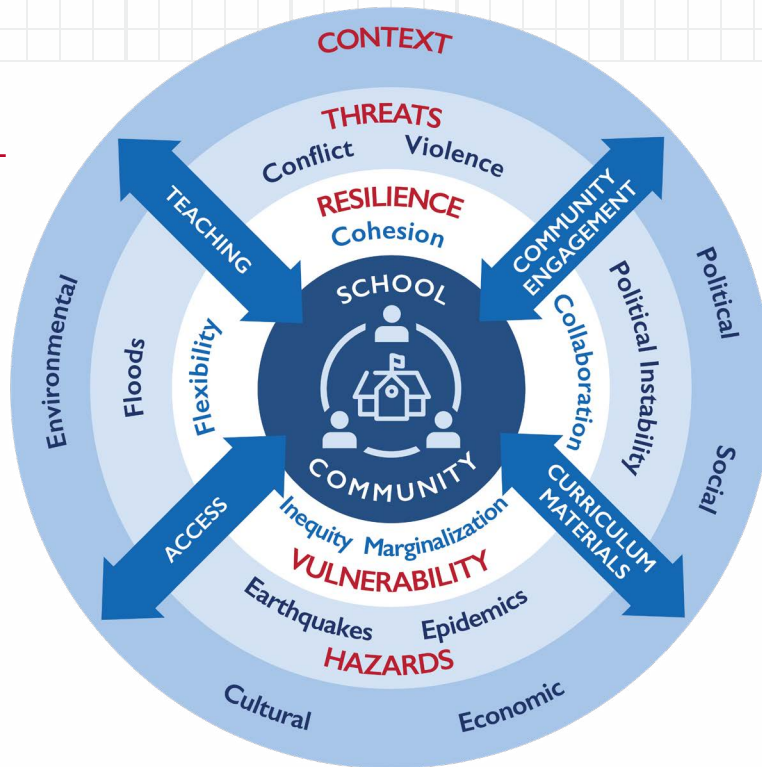 CONTEXT
THREATS
Conflict Violence
RESILIENCE
Cohesion
TEACHING
COMMUNITY
ENGAGEMENT
SCHOOL
COMMUNITY
Environmental
Floods
Flexibility
Collaboration
Political Instability
Political
Social
ACCESS
CURRICULUM
MATERIALS
Inequity Marginalization
VULNERABILITY
Earthquakes Epidemics
HAZARDS
Cultural Economic